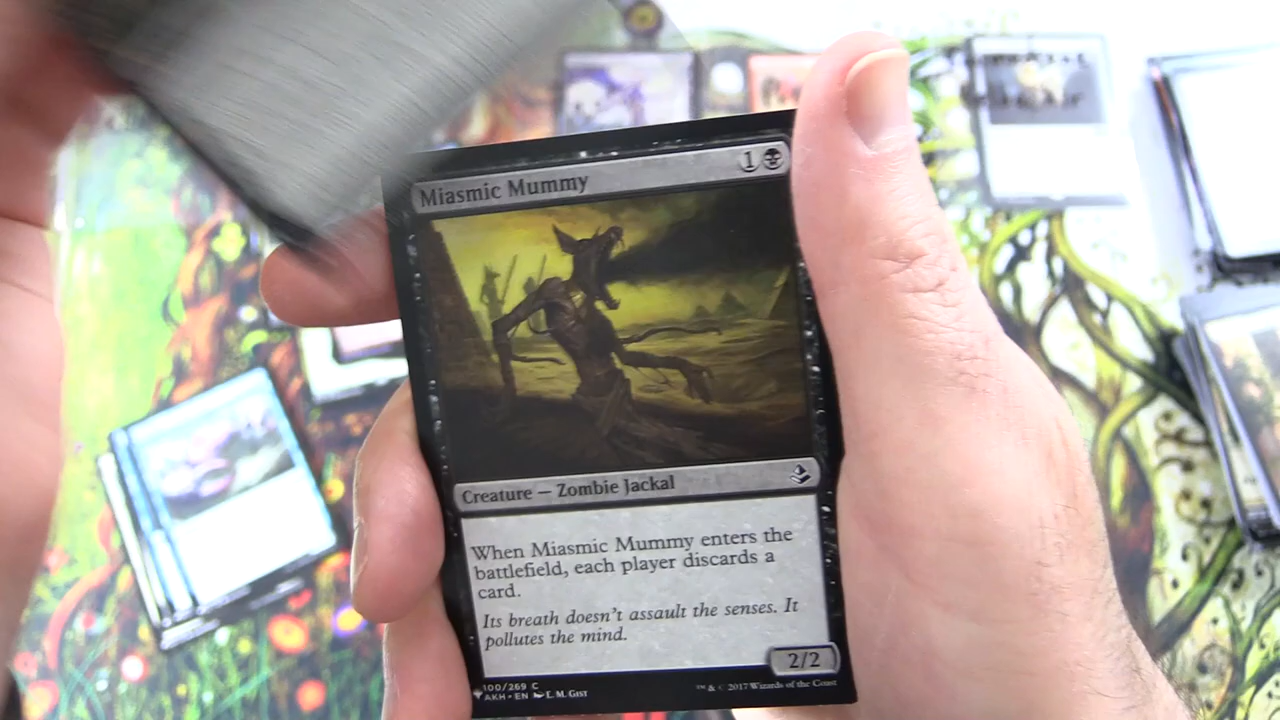 Miasmic Mummy 1
Creature — Zombie Jackal
When Miasmic Mummy enters the
battlefield, each player discards a
card.
Its breath doesn't assault the senses. It
pollutes the mind.
2/2
100/269 C
AKH • EN L. M. Gist
™ & © 2017 Wizards of the Coast